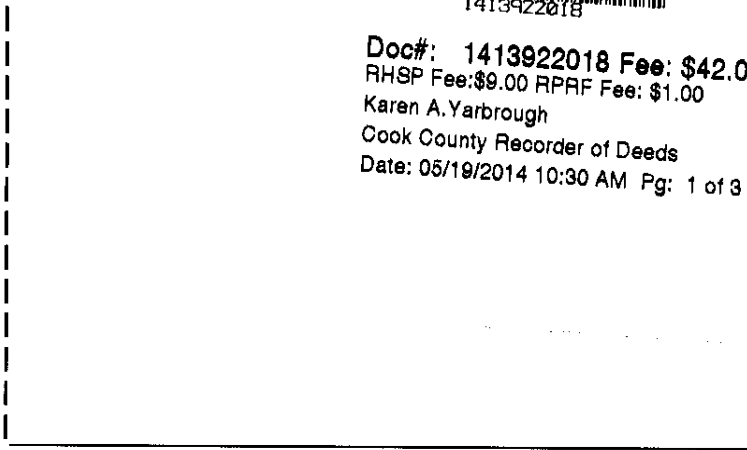 1413922018
Doc#: 1413922018 Fee: $42.0
RHSP Fee:$9.00 RPRF Fee: $1.00
Karen A.Yarbrough
Cook County Recorder of Deeds
Date: 05/19/2014 10:30 AM Pg: 1 of 3